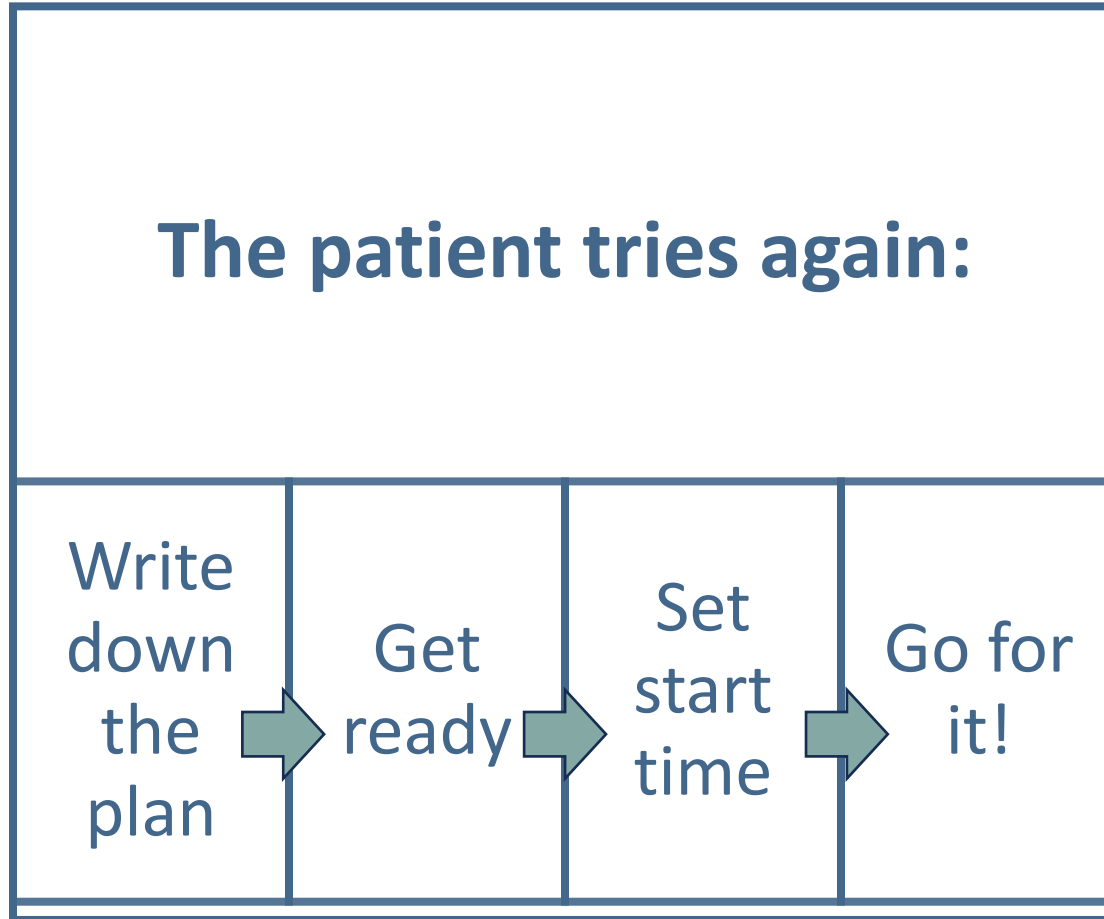 The patient tries again:
Write
down
the
plan
Get
ready
Set
start
time
Go for
it!